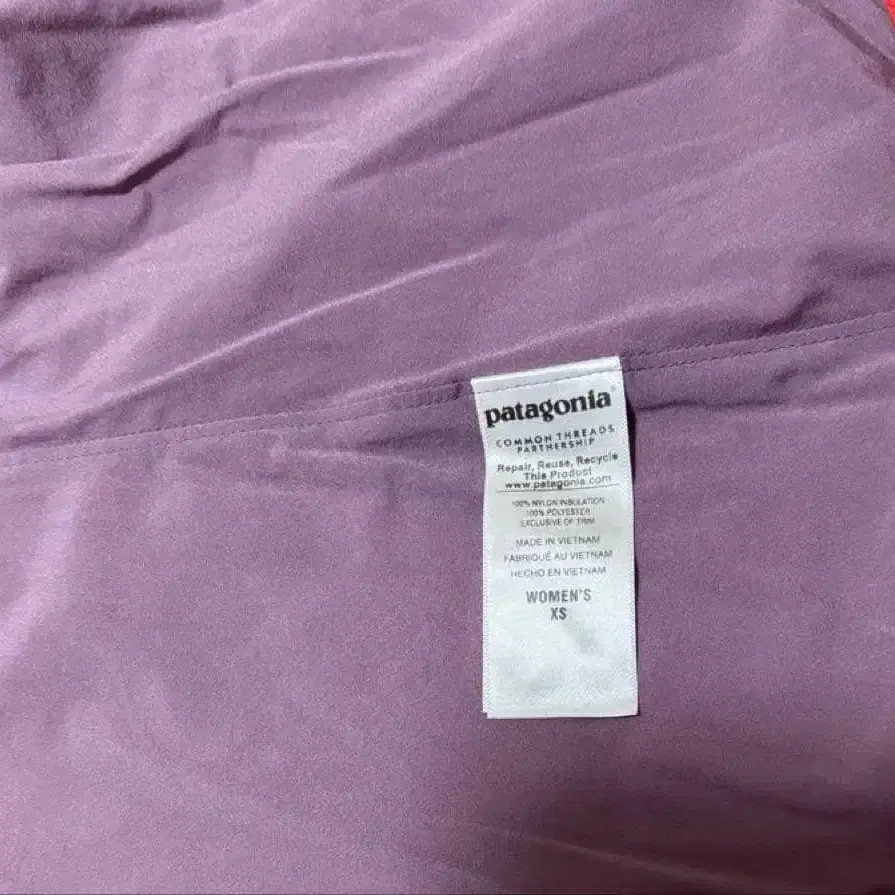 patagonia®
COMMON THREADS
PARTNERSHIP
Repair, Reuse, Recycle
This Product
www.patagonia.com
100% NYLON INSULATION
100% POLYESTER
EXCLUSIVE OF TRIM
MADE IN VIETNAM
FABRIQUÉ AU VIETNAM
HECHO EN VIETNAM
WOMEN'S
XS